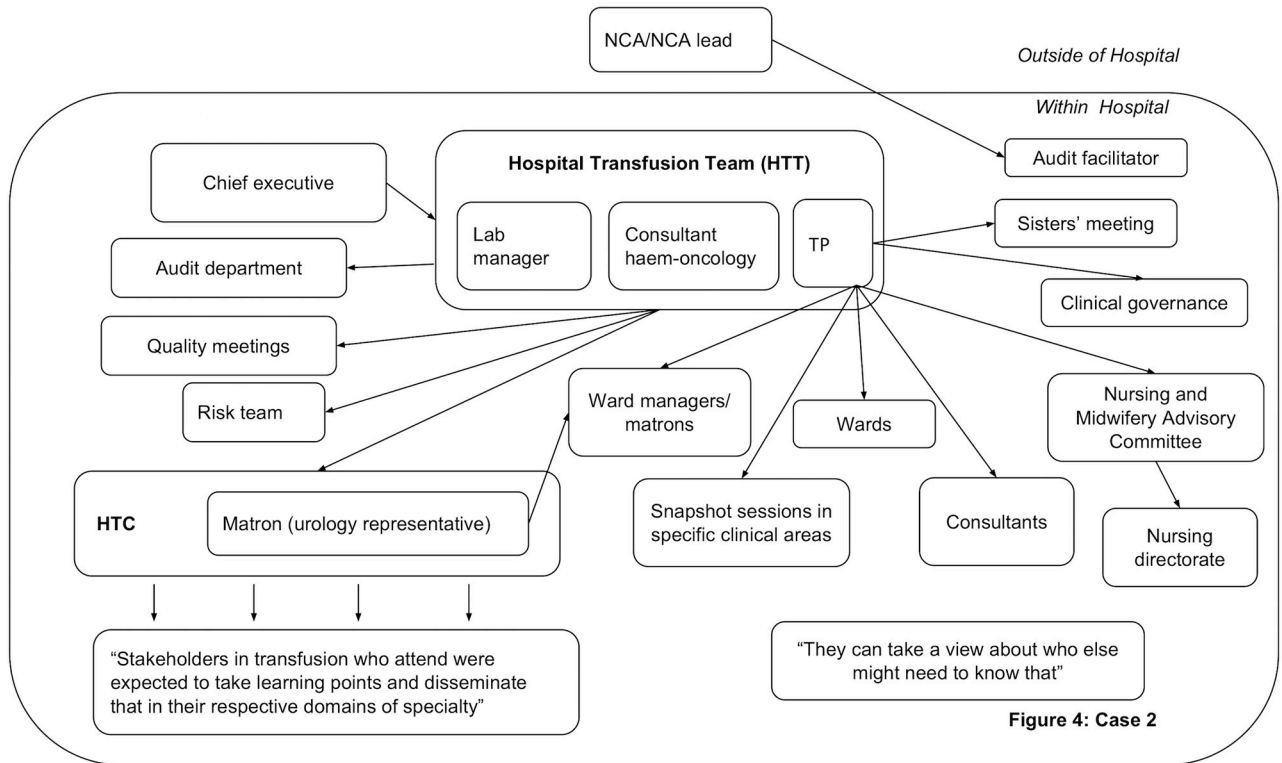 NCA/NCA lead
Outside of Hospital
Within Hospital
Audit facilitator
Hospital Transfusion Team (HTT)
Chief executive
Lab
manager
Consultant
haem-oncology
TP
Sisters’ meeting
Audit department
Clinical governance
Quality meetings
Risk team
Ward managers/
matrons
Wards
Nursing and
Midwifery Advisory
Committee
HTC
Matron (urology representative)
Snapshot sessions in
specific clinical areas
Consultants
Nursing
directorate
“Stakeholders in transfusion who attend were
expected to take learning points and disseminate
that in their respective domains of specialty”
“They can take a view about who else
might need to know that”
Figure 4: Case 2